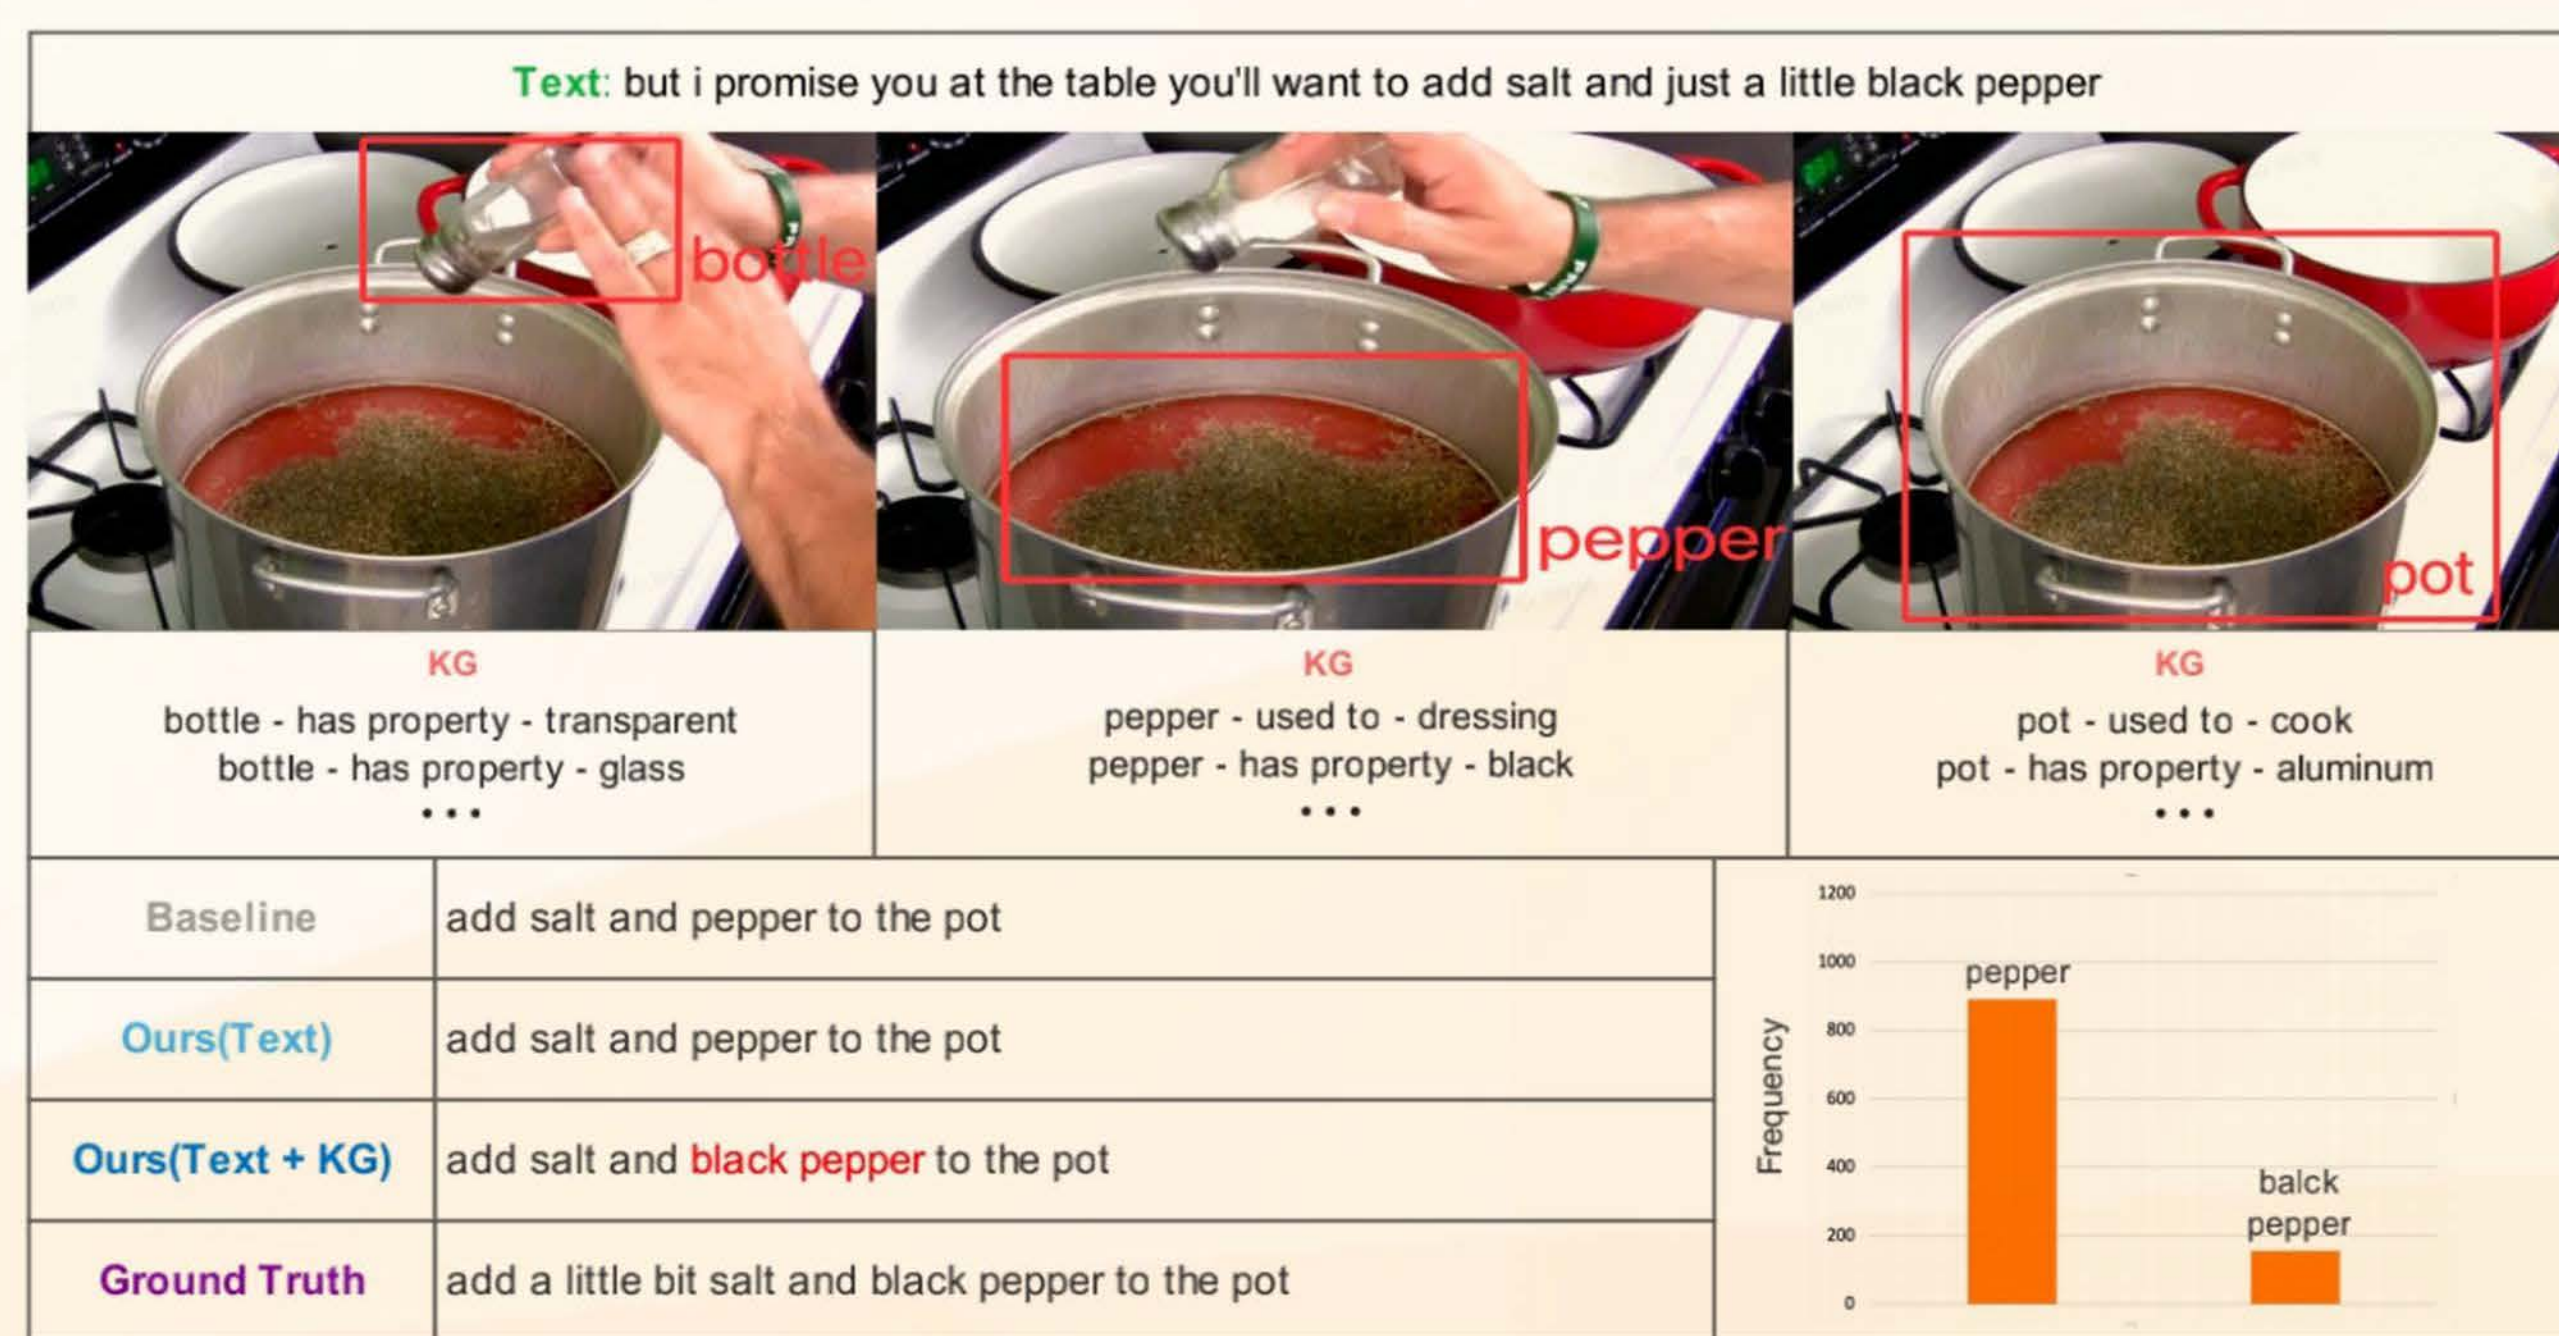 Text: but i promise you at the table you'll want to add salt and just a little black pepper
bottle
pepper
pot
KG
bottle - has property - transparent
bottle - has property - glass
...
KG
pepper - used to - dressing
pepper - has property - black
...
KG
pot - used to - cook
pot - has property - aluminum
...
Baseline
add salt and pepper to the pot
Ours(Text)
add salt and pepper to the pot
Ours(Text + KG)
add salt and black pepper to the pot
Ground Truth
add a little bit salt and black pepper to the pot
Frequency
1200
1000
800
600
400
200
0
pepper
balck
pepper